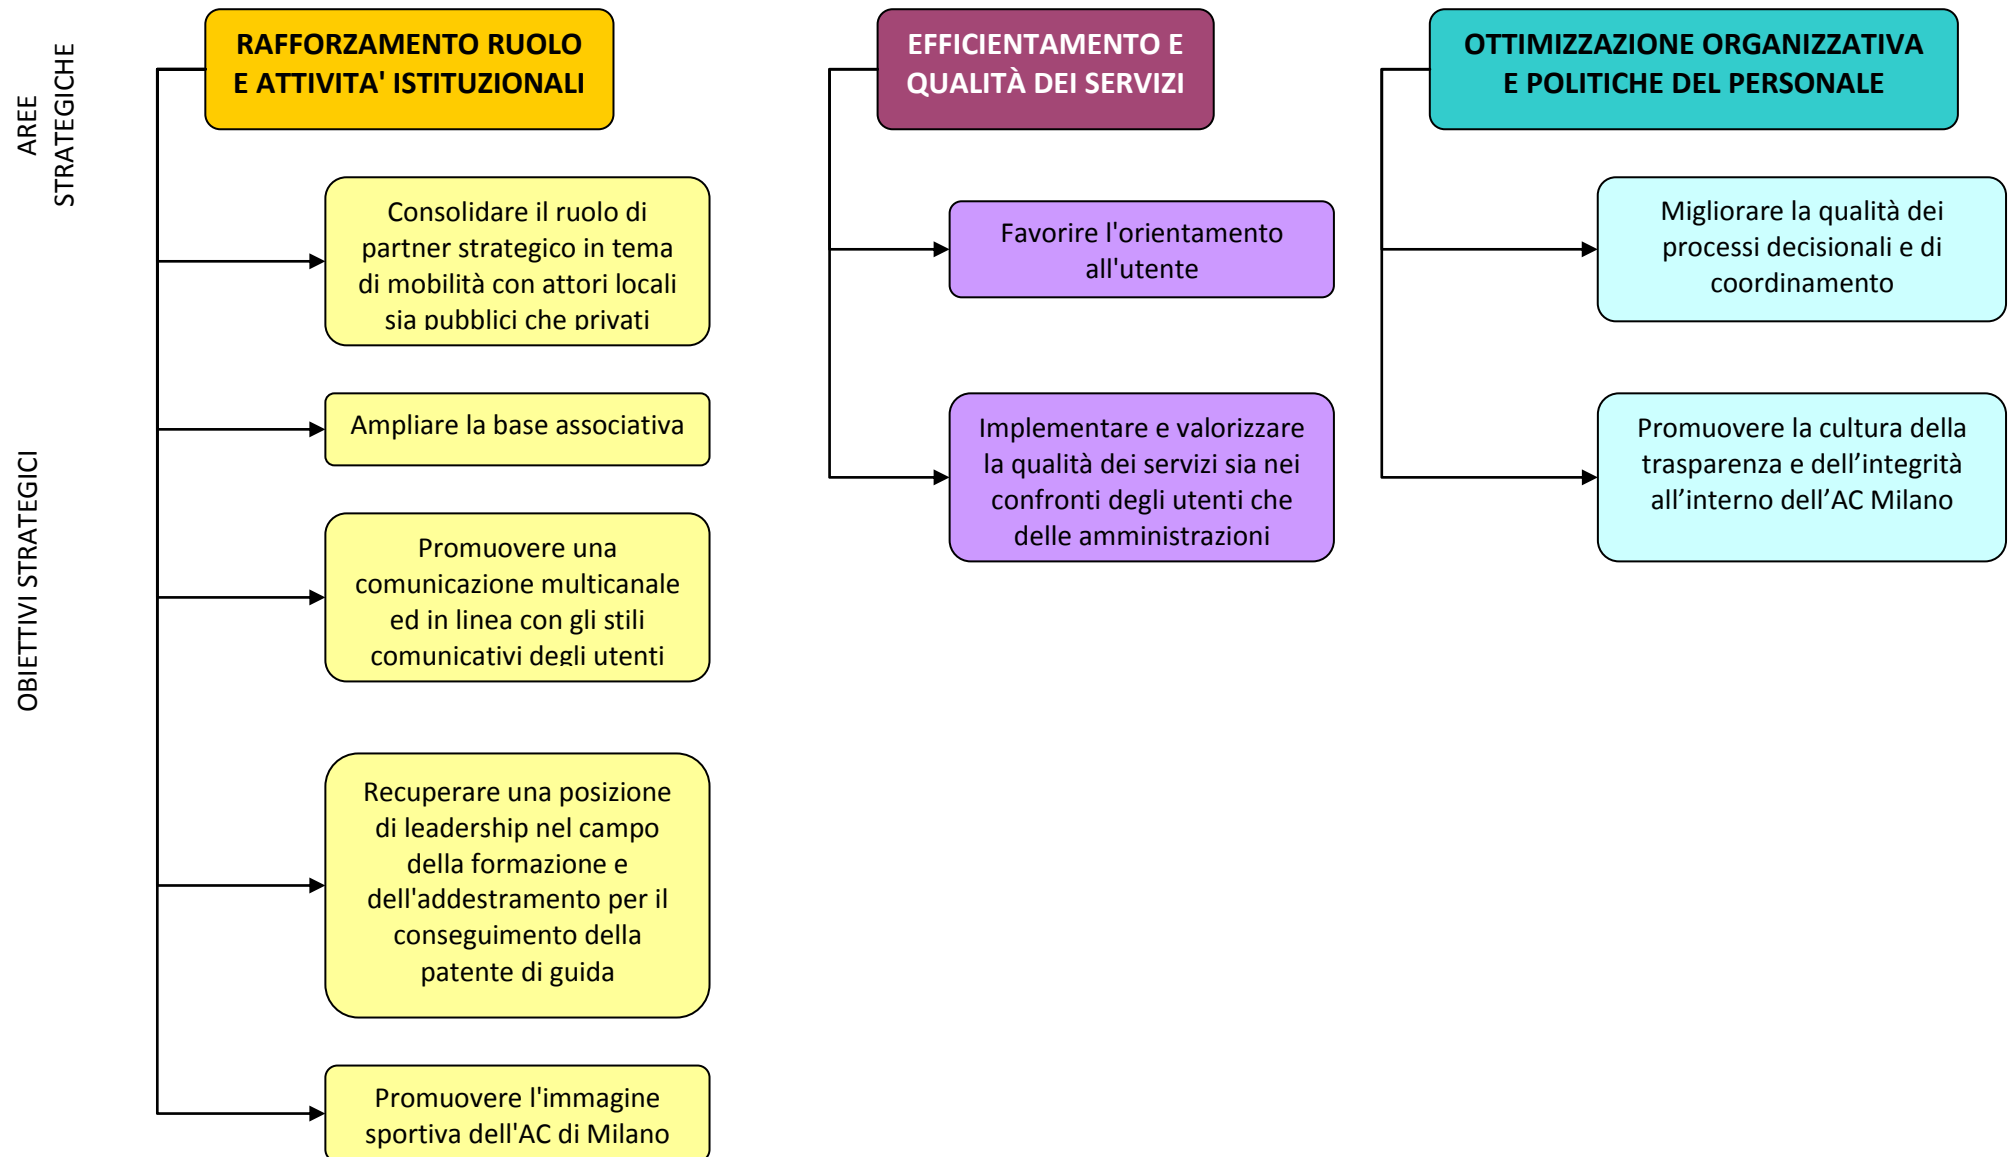 AREE
STRATEGICHE
RAFFORZAMENTO RUOLO
E ATTIVITA' ISTITUZIONALI
EFFICIENTAMENTO E
QUALITÀ DEI SERVIZI
OTTIMIZZAZIONE ORGANIZZATIVA
E POLITICHE DEL PERSONALE
OBIETTIVI STRATEGICI
Consolidare il ruolo di
partner strategico in tema
di mobilità con attori locali
sia pubblici che privati
Ampliare la base associativa
Promuovere una
comunicazione multicanale
ed in linea con gli stili
comunicativi degli utenti
Recuperare una posizione
di leadership nel campo
della formazione e
dell'addestramento per il
conseguimento della
patente di guida
Promuovere l'immagine
sportiva dell'AC di Milano
Favorire l'orientamento
all'utente
Implementare e valorizzare
la qualità dei servizi sia nei
confronti degli utenti che
delle amministrazioni
Migliorare la qualità dei
processi decisionali e di
coordinamento
Promuovere la cultura della
trasparenza e dell’integrità
all’interno dell’AC Milano